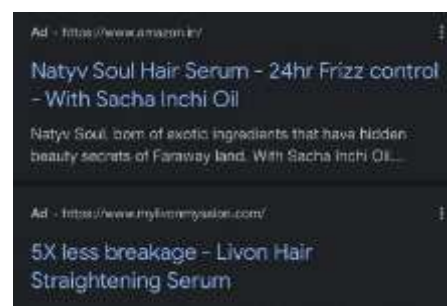 Ad · https://www.amazon.in/
Natyv Soul Hair Serum - 24hr Frizz control
- With Sacha Inchi Oil
Natyv Soul, born of exotic ingredients that have hidden
beauty secrets of Faraway land. With Sacha Inchi Oil....
Ad · https://www.mylivonmysalon.com/
5X less breakage - Livon Hair
Straightening Serum